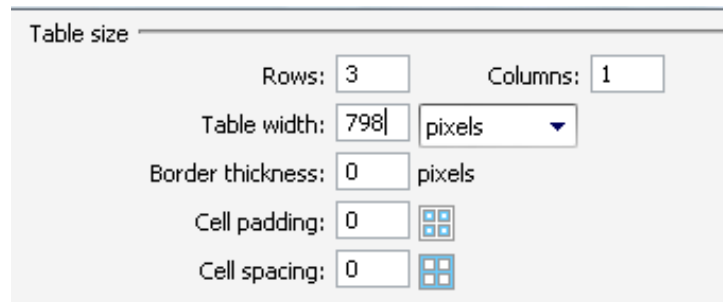 Table size
Rows: 3 Columns: 1
Table width: 798 pixels
Border thickness: 0 pixels
Cell padding: 0
Cell spacing: 0